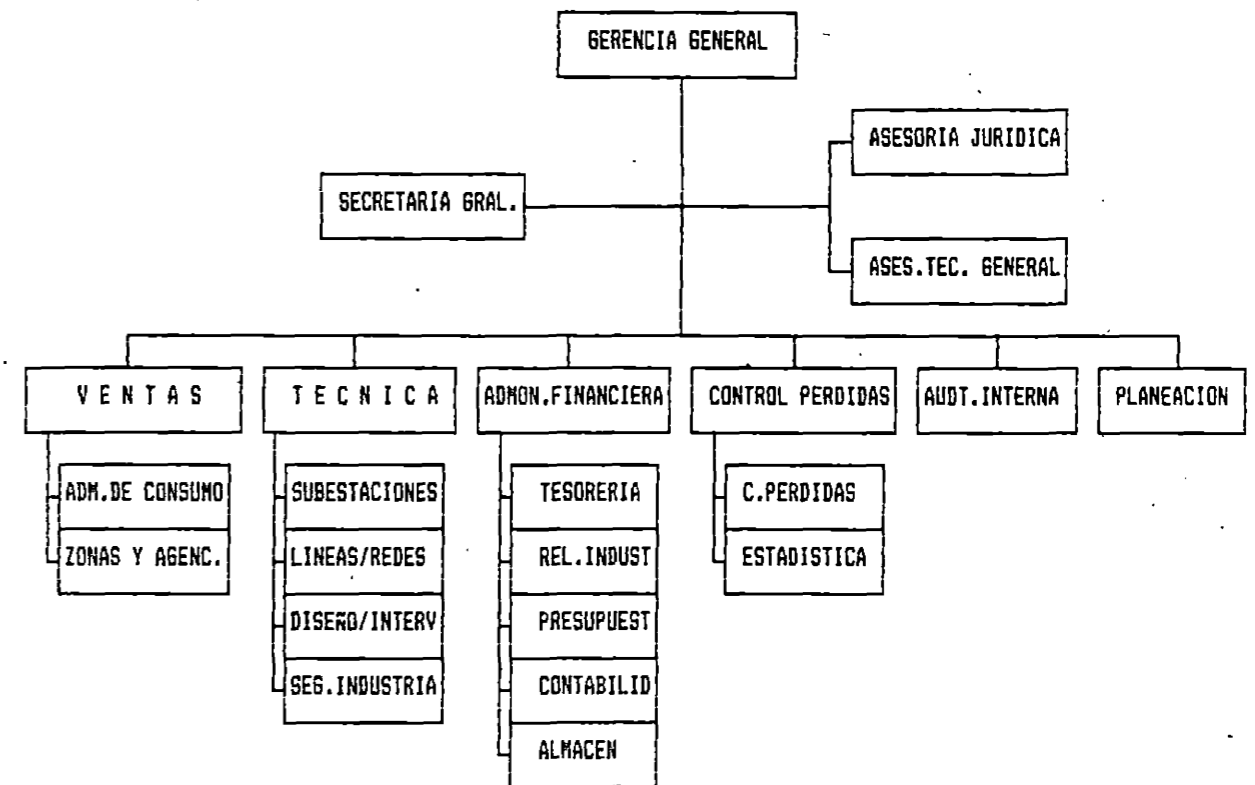 GERENCIA GENERAL
ASESORIA JURIDICA
SECRETARIA GRAL.
ASES.TEC. GENERAL
V E N T A S
T E C N I C A
ADMON.FINANCIERA
CONTROL PERDIDAS
AUDT.INTERNA
PLANEACION
ADM.DE CONSUMO
ZONAS Y AGENC.
SUBESTACIONES
LINEAS/REDES
DISEÑO/INTERV
SEG.INDUSTRIA
TESORERIA
REL.INDUST
PRESUPUEST
CONTABILID
ALMACEN
C.PERDIDAS
ESTADISTICA